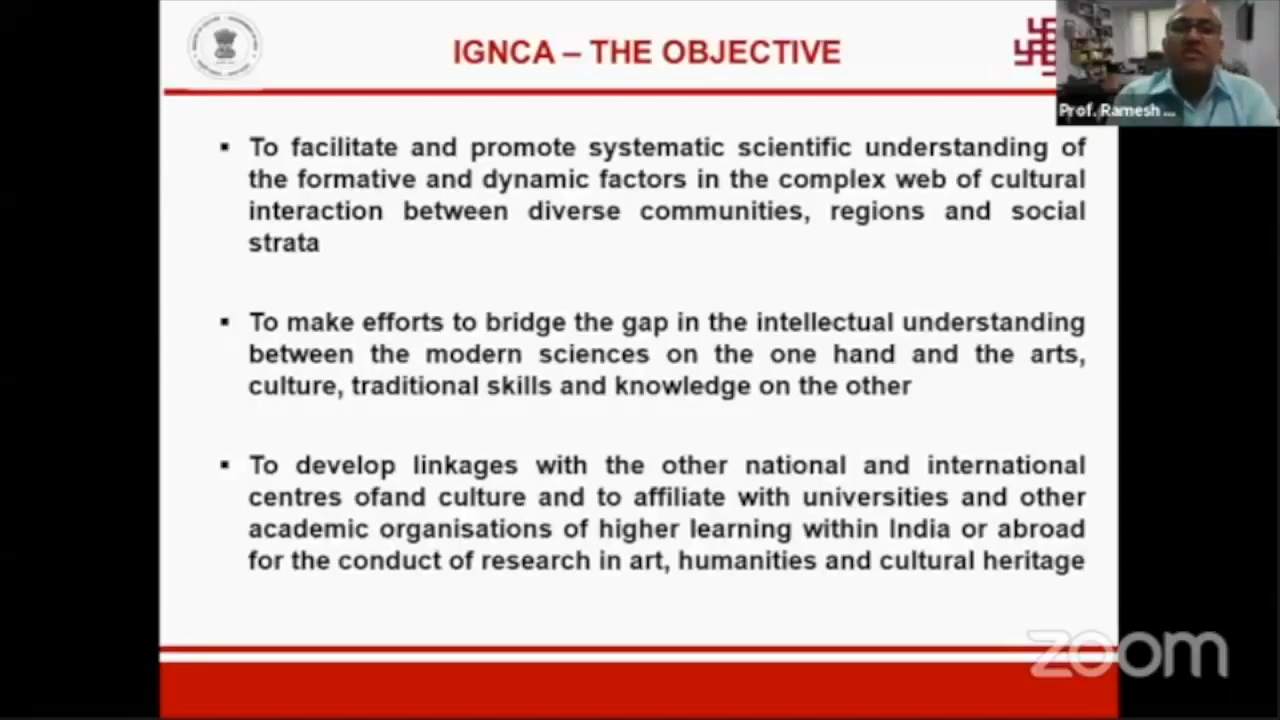 IGNCA – THE OBJECTIVE
Prof. Ramesh ...
▪ To facilitate and promote systematic scientific understanding of
the formative and dynamic factors in the complex web of cultural
interaction between diverse communities, regions and social
strata
▪ To make efforts to bridge the gap in the intellectual understanding
between the modern sciences on the one hand and the arts,
culture, traditional skills and knowledge on the other
▪ To develop linkages with the other national and international
centres ofand culture and to affiliate with universities and other
academic organisations of higher learning within India or abroad
for the conduct of research in art, humanities and cultural heritage
zoom